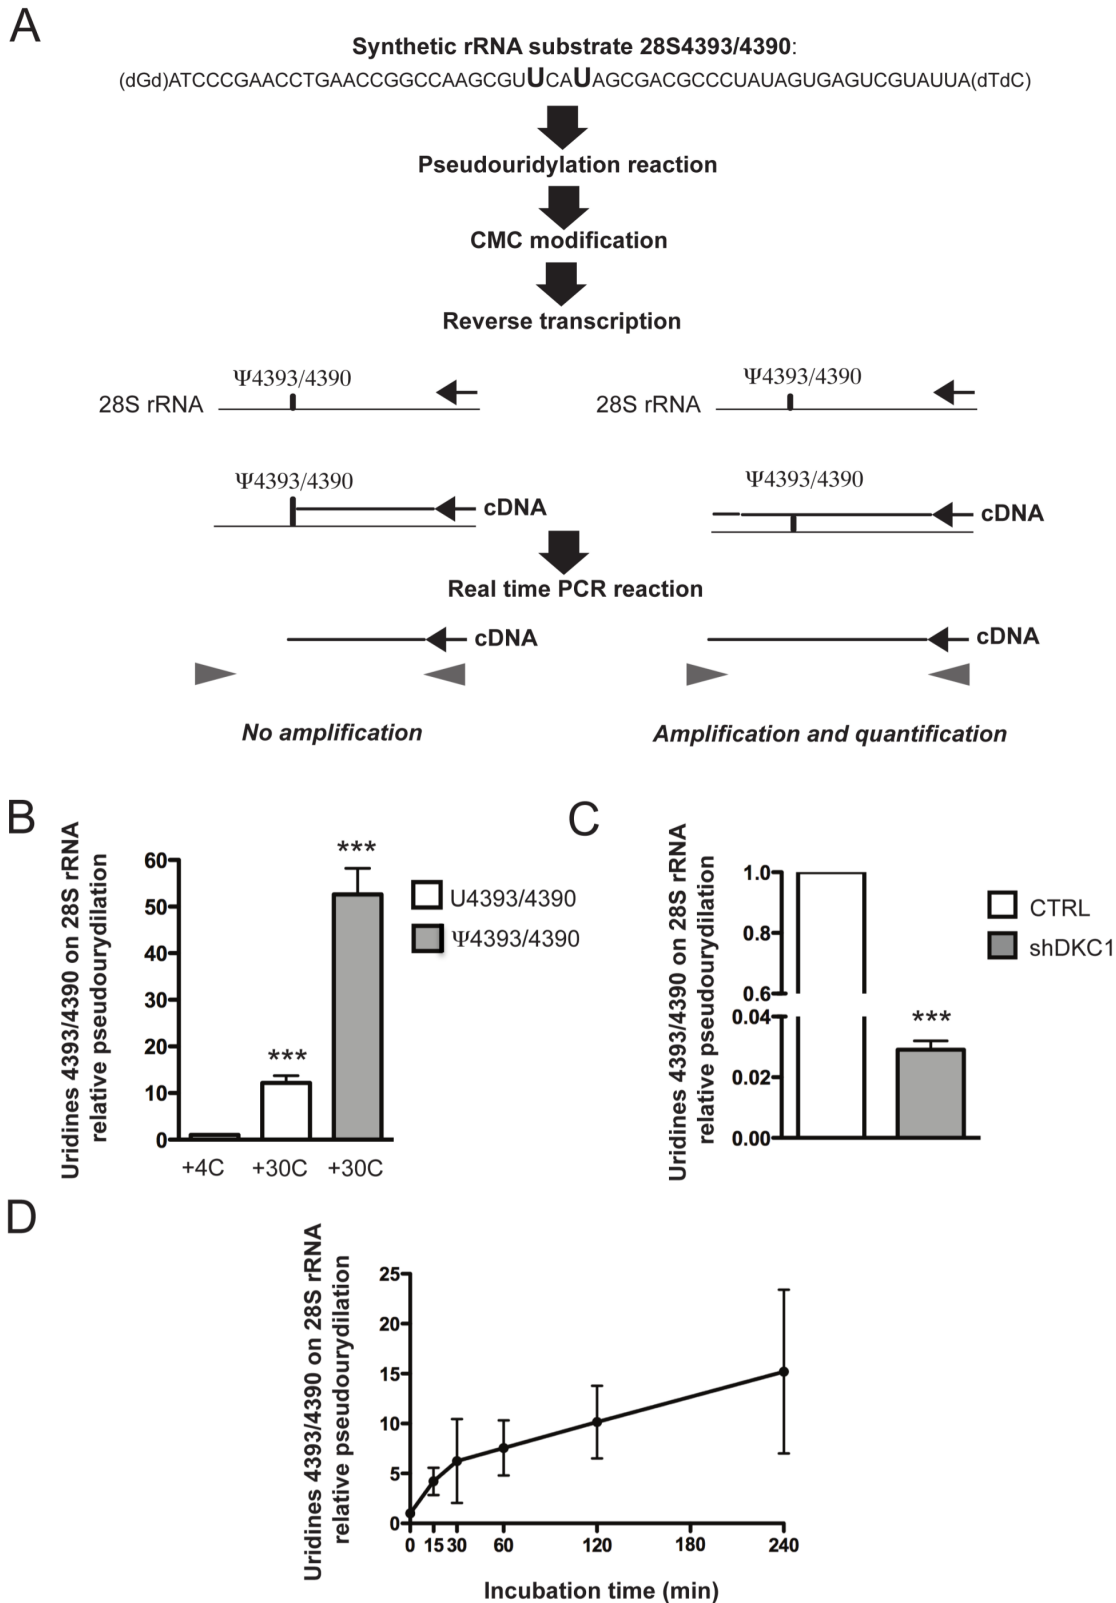 A
Synthetic rRNA substrate 28S4393/4390:
(dGd)ATCCCGAACCTGAACCGGCCAAGCGUUCAUAGCGACGCCCUAUAGUGAGUCGUAUUA(dTdC)
Pseudouridylation reaction
CMC modification
Reverse transcription
Ψ4393/4390
Ψ4393/4390
28S rRNA
28S rRNA
Ψ4393/4390
Ψ4393/4390
cDNA
cDNA
Real time PCR reaction
cDNA
cDNA
No amplification
Amplification and quantification
B
Uridines 4393/4390 on 28S rRNA
relative pseudourydilation
60
50
40
30
20
10
0
***
***
+4C
+30C
+30C
U4393/4390
Ψ4393/4390
C
Uridines 4393/4390 on 28S rRNA
relative pseudourydilation
1.0
0.8
0.6
0.04
0.02
0.00
***
CTRL
shDKC1
D
Uridines 4393/4390 on 28S rRNA
relative pseudourydilation
25
20
15
10
5
0
0 15 30 60 120 180 240
Incubation time (min)